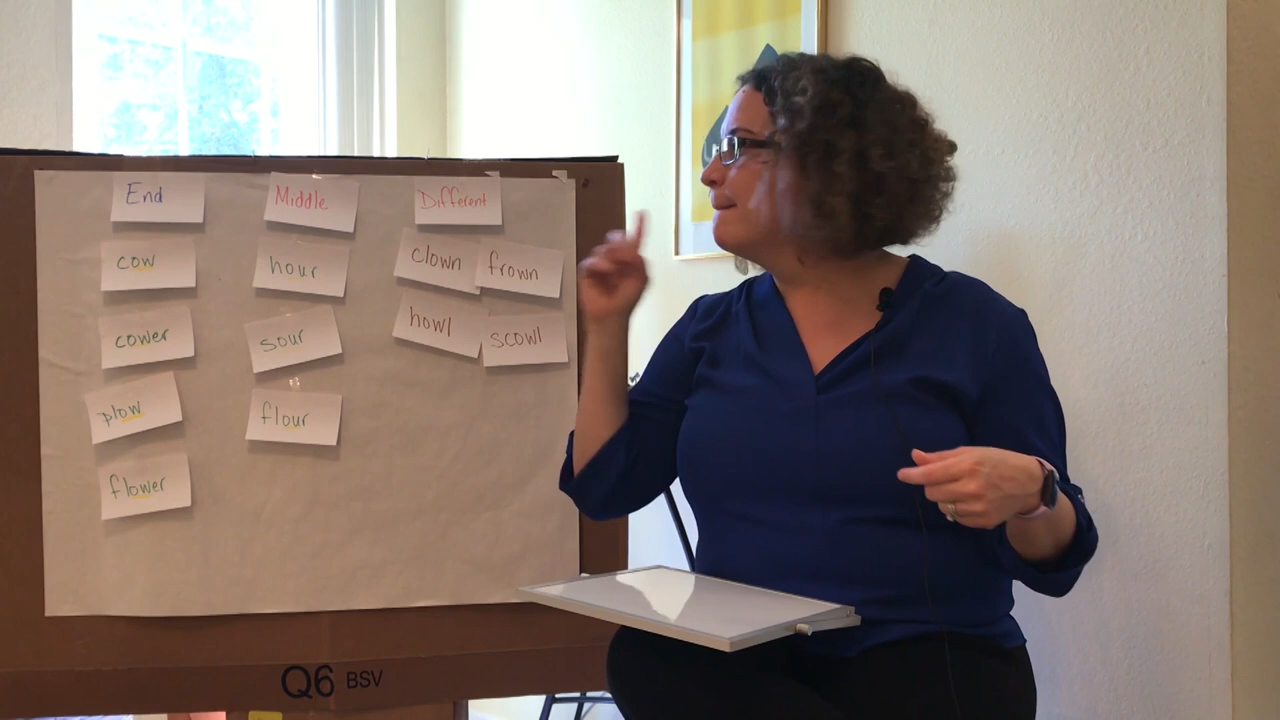 End
cow
cower
plow
flower
Middle
hour
sour
flour
Different
clown frown
howl scowl
Q6 BSV